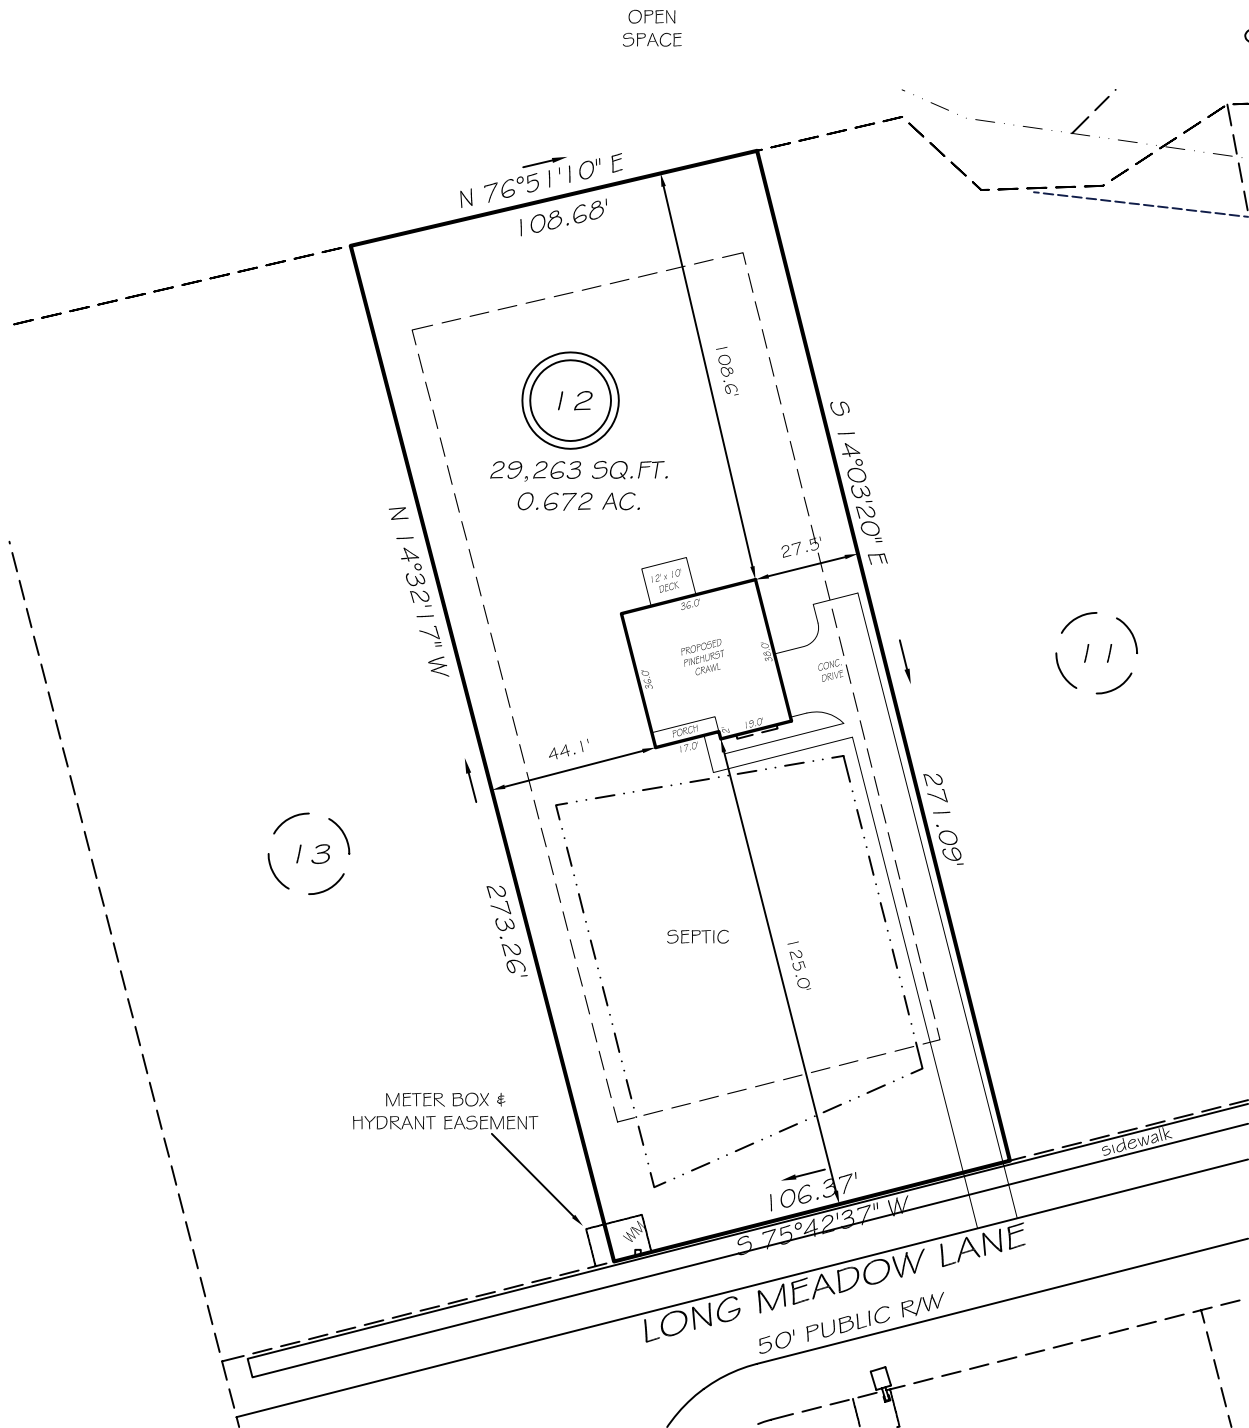 OPEN
SPACE
N 76°51'10" E
108.68'
108.6'
12
29,263 SQ.FT.
0.672 AC.
S 14°03'20" E
N 14°32'17" W
27.5'
12' x 10'
DECK
36.0'
PROPOSED
PINEHURST
CRAWL
38.0'
36.0'
CONC.
DRIVE
11
PORCH
2'
19.0'
17.0'
44.1'
271.09'
13
273.26'
SEPTIC
125.0'
METER BOX &
HYDRANT EASEMENT
sidewalk
106.37'
S 75°42'37" W
WM
LONG MEADOW LANE
50' PUBLIC R/W